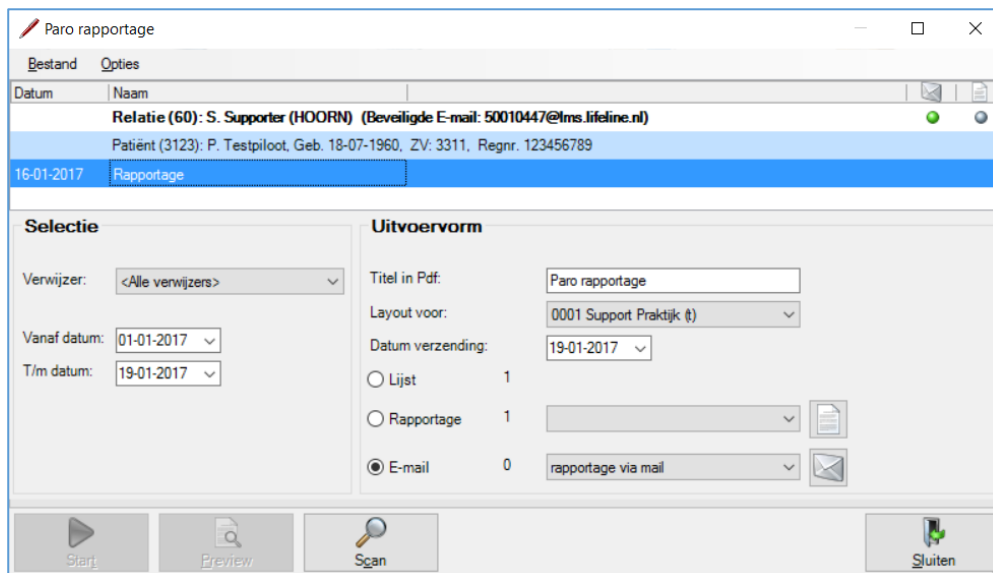 Paro rapportage
Bestand Opties
Datum Naam
Relatie (60): S. Supporter (HOORN) (Beveiligde E-mail: 50010447@lms.lifeline.nl)
Patiënt (3123): P. Testpiloot, Geb. 18-07-1960, ZV: 3311, Regnr. 123456789
16-01-2017 Rapportage
Selectie
Verwijzer: <Alle verwijzers>
Vanaf datum: 01-01-2017
T/m datum: 19-01-2017
Uitvoervorm
Titel in Pdf: Paro rapportage
Layout voor: 0001 Support Praktijk (t)
Datum verzending: 19-01-2017
Lijst 1
Rapportage 1
E-mail 0 rapportage via mail
Start Preview Scan Sluiten